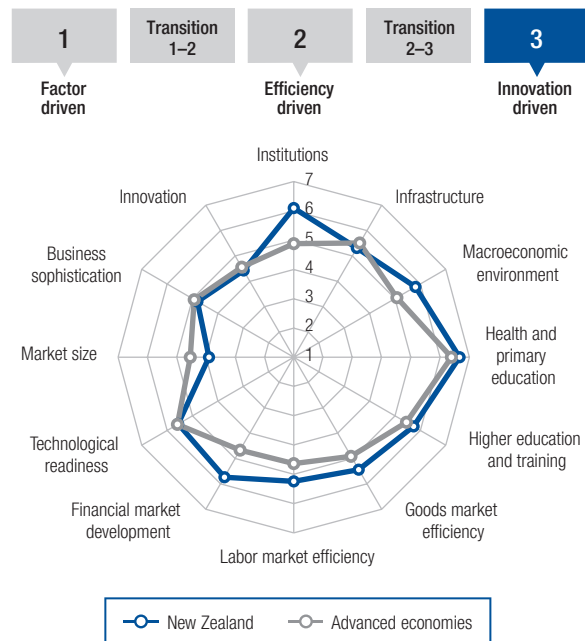 1
Transition
1–2
2
Transition
2–3
3
Factor
driven
Efficiency
driven
Innovation
driven
Institutions
Innovation
Infrastructure
Business
sophistication
Macroeconomic
environment
Market size
Health and
primary
education
Technological
readiness
Higher education
and training
Financial market
development
Goods market
efficiency
Labor market efficiency
7
6
5
4
3
2
1
New Zealand
Advanced economies